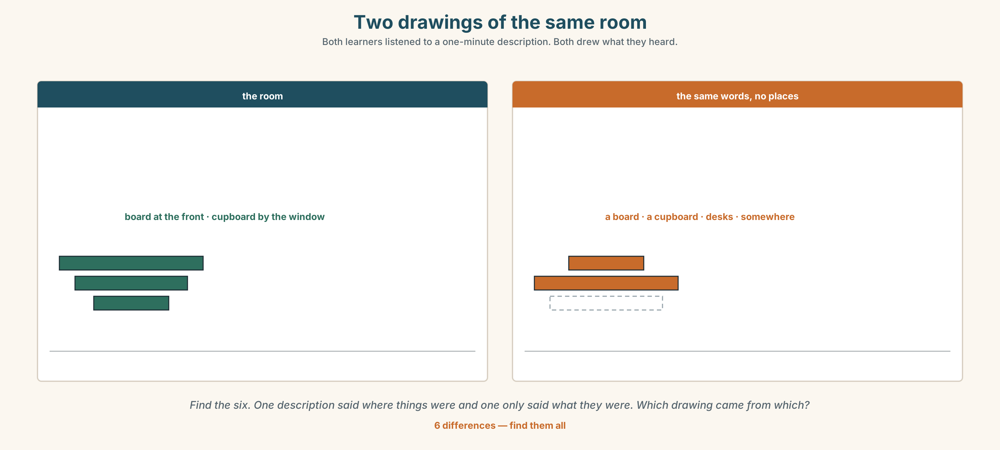 Two drawings of the same room
Both learners listened to a one-minute description. Both drew what they heard.
the room
the same words, no places
board at the front · cupboard by the window
a board · a cupboard · desks · somewhere
Find the six. One description said where things were and one only said what they were. Which drawing came from which?
6 differences — find them all